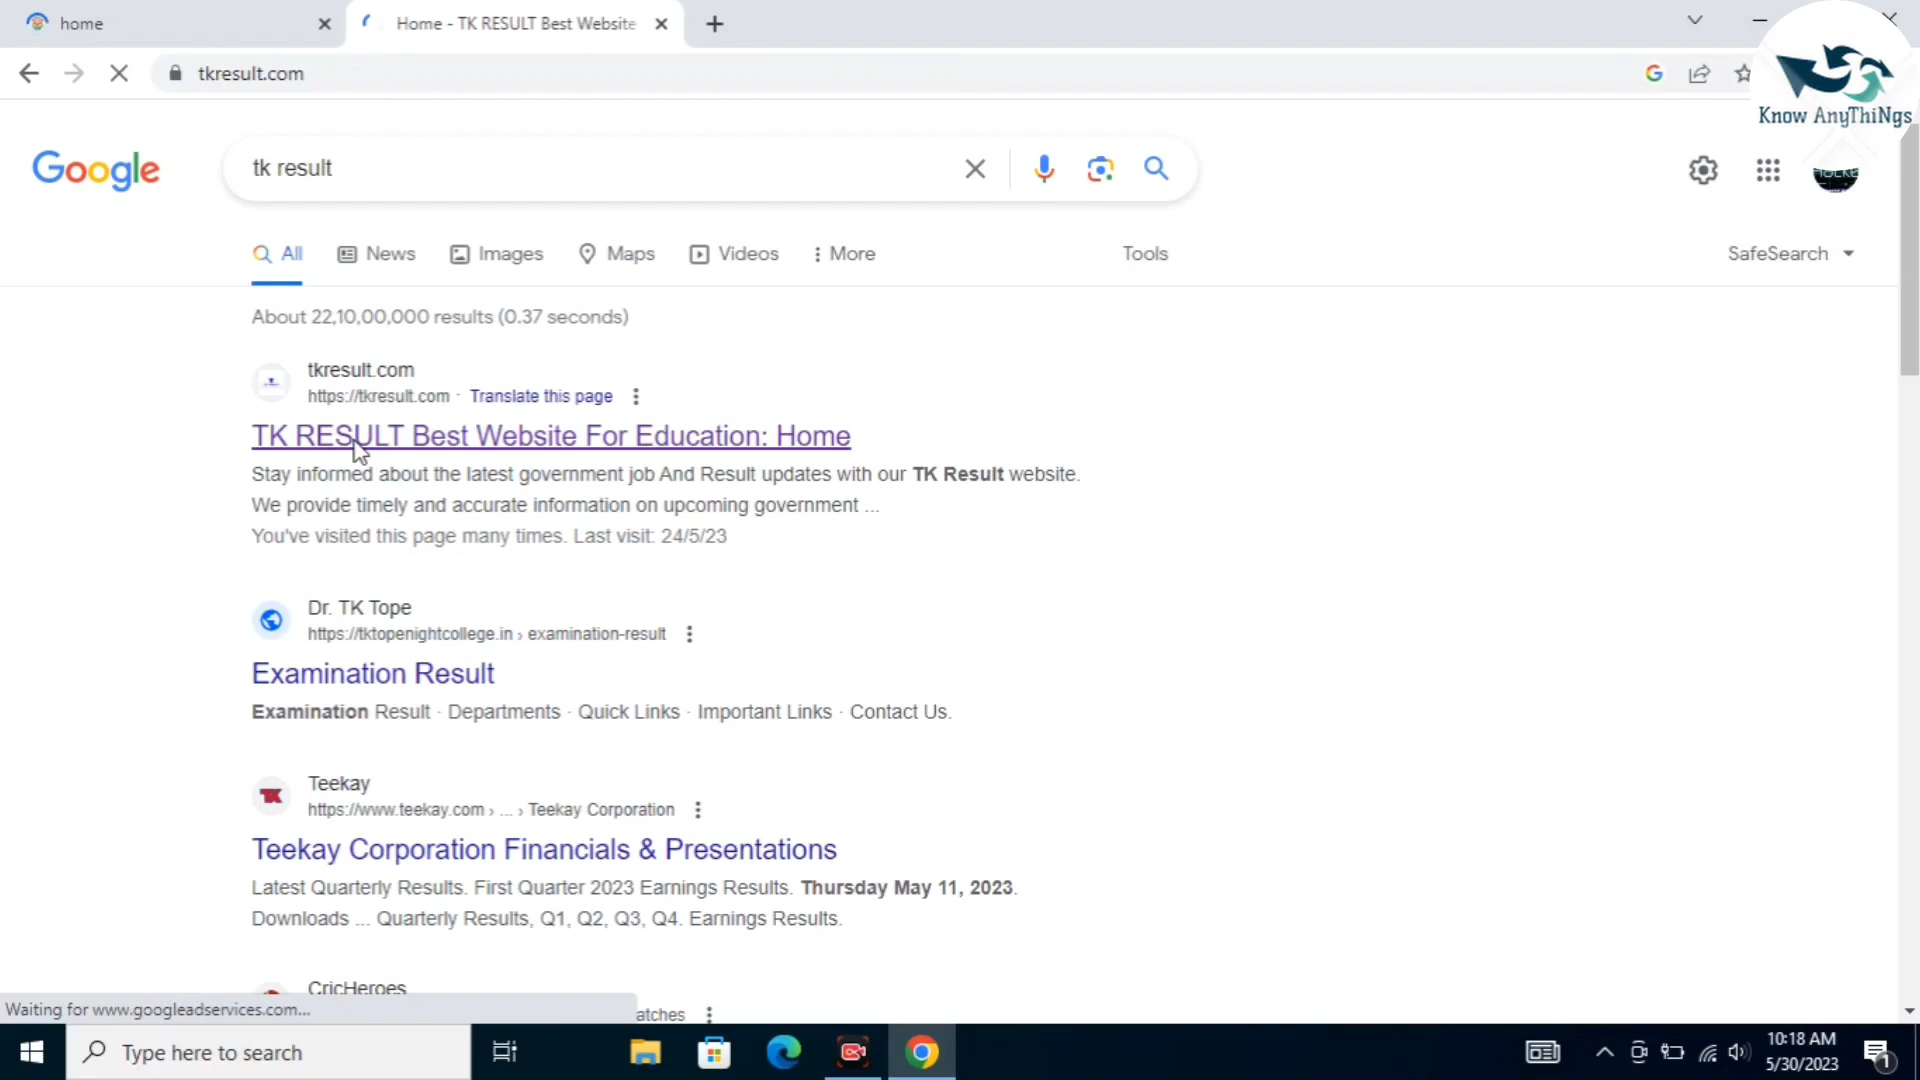 home
Home - TK RESULT Best Website
tkresult.com
Know AnyThiNgs
Google
tk result
All
News
Images
Maps
Videos
More
Tools
SafeSearch
About 22,10,00,000 results (0.37 seconds)
tkresult.com
https://tkresult.com · Translate this page
TK RESULT Best Website For Education: Home
Stay informed about the latest government job And Result updates with our TK Result website.
We provide timely and accurate information on upcoming government ...
You've visited this page many times. Last visit: 24/5/23
Dr. TK Tope
https://tktopenightcollege.in › examination-result
Examination Result
Examination Result · Departments · Quick Links · Important Links · Contact Us.
TK
Teekay
https://www.teekay.com › ... › Teekay Corporation
Teekay Corporation Financials & Presentations
Latest Quarterly Results. First Quarter 2023 Earnings Results. Thursday May 11, 2023.
Downloads ... Quarterly Results, Q1, Q2, Q3, Q4. Earnings Results.
CricHeroes
atches
Waiting for www.googleadservices.com...
Type here to search
10:18 AM
5/30/2023
1